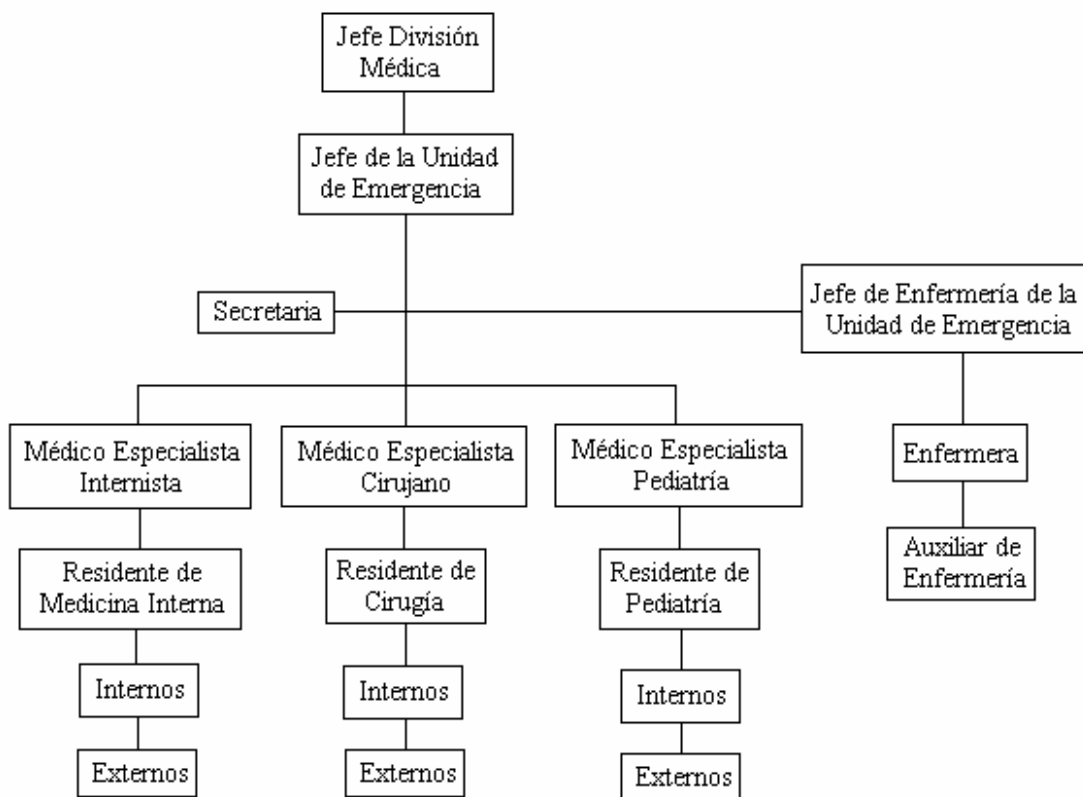 Jefe División
Médica
Jefe de la Unidad
de Emergencia
Secretaria
Jefe de Enfermería de la
Unidad de Emergencia
Médico Especialista
Internista
Médico Especialista
Cirujano
Médico Especialista
Pediatría
Enfermera
Residente de
Medicina Interna
Residente de
Cirugía
Residente de
Pediatría
Auxiliar de
Enfermería
Internos
Internos
Internos
Externos
Externos
Externos